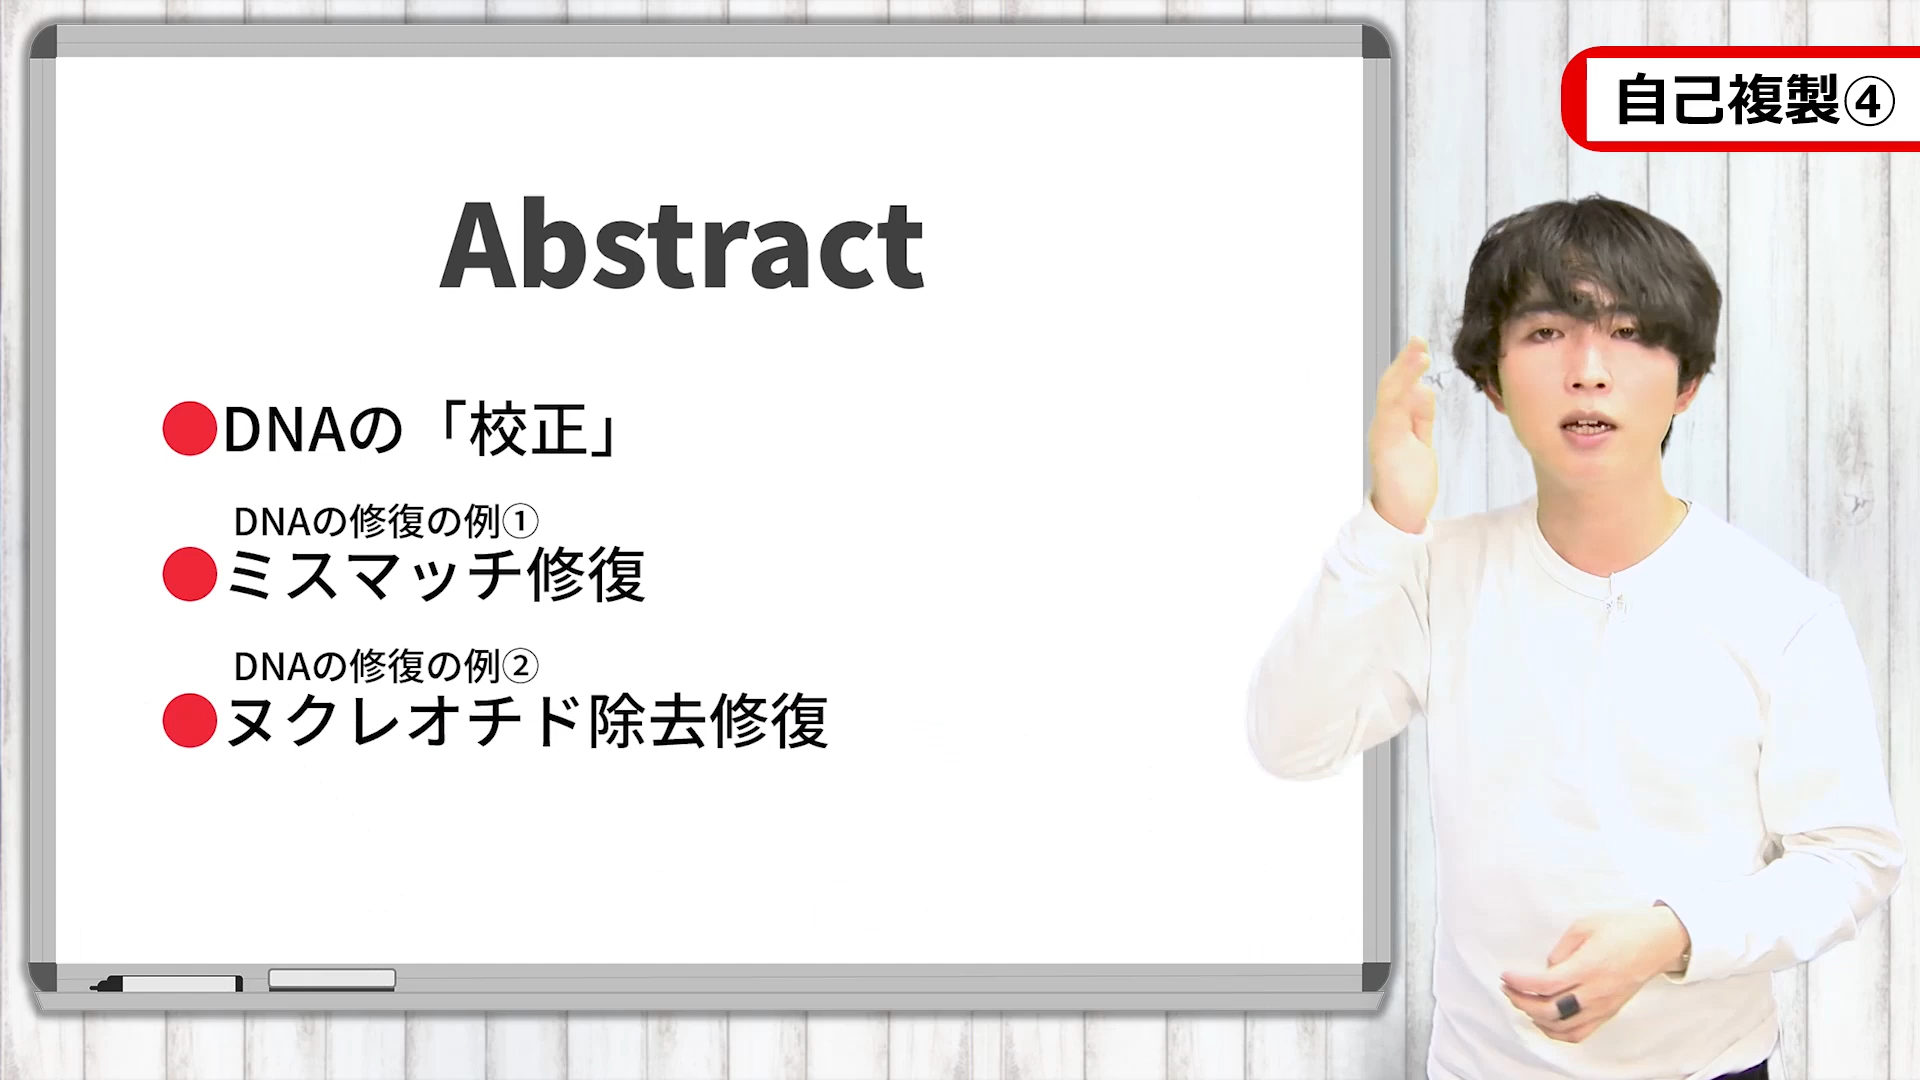 自己複製④
Abstract
●DNAの「校正」
DNAの修復の例①
●ミスマッチ修復
DNAの修復の例②
●ヌクレオチド除去修復